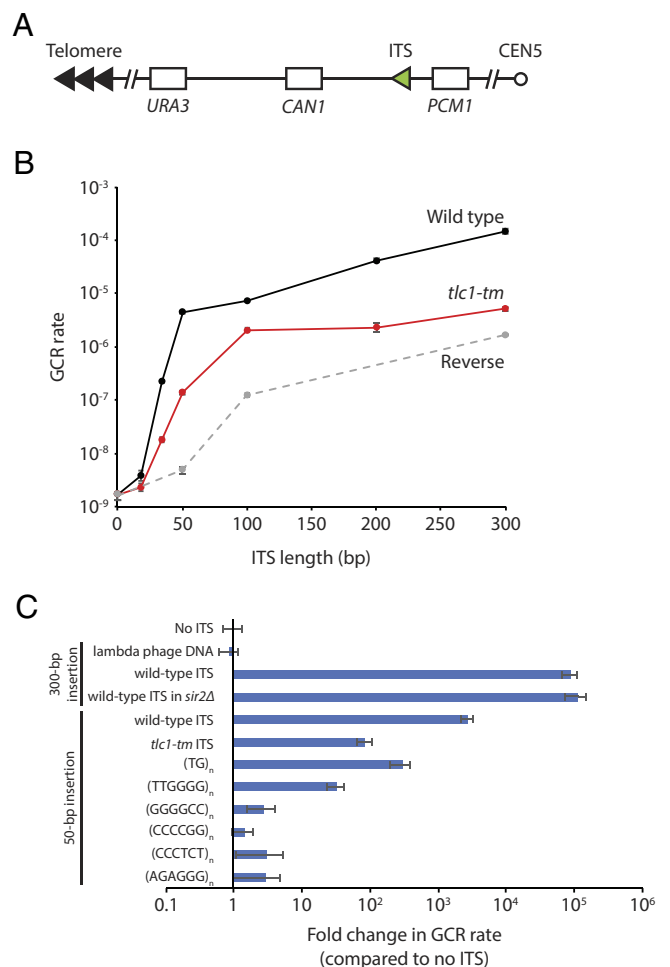 A
Telomere
ITS
CEN5
URA3
CAN1
PCM1
B
GCR rate
10⁻³
10⁻⁴
10⁻⁵
10⁻⁶
10⁻⁷
10⁻⁸
10⁻⁹
Wild type
tlc1-tm
Reverse
0 50 100 150 200 250 300
ITS length (bp)
C
300-bp
insertion
50-bp insertion
No ITS
lambda phage DNA
wild-type ITS
wild-type ITS in sir2Δ
wild-type ITS
tlc1-tm ITS
(TG)ₙ
(TTGGGG)ₙ
(GGGGCC)ₙ
(CCCCGG)ₙ
(CCCTCT)ₙ
(AGAGGG)ₙ
0.1 1 10 10² 10³ 10⁴ 10⁵ 10⁶
Fold change in GCR rate
(compared to no ITS)